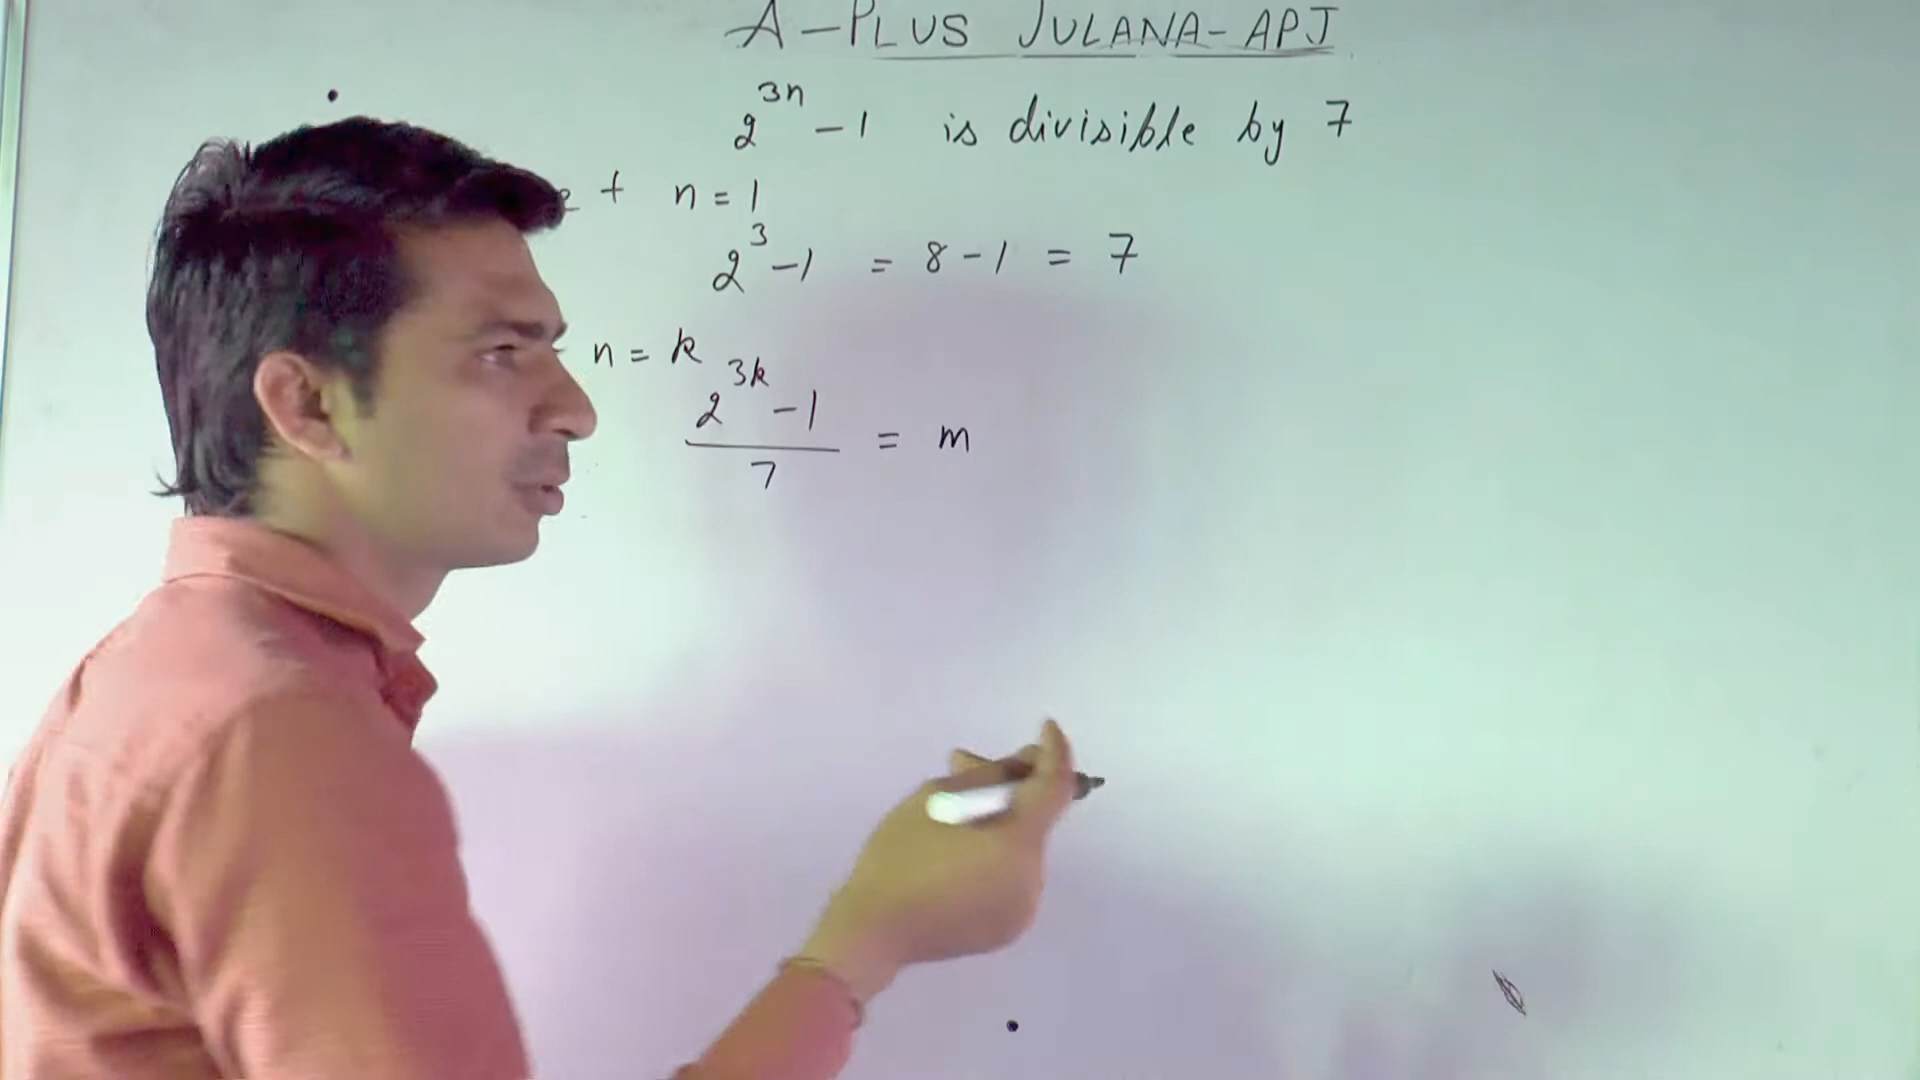 A-PLUS JULANA-APJ
2^{3n} - 1 is divisible by 7
n = 1
2^3 - 1 = 8 - 1 = 7
n = k
\frac{2^{3k} - 1}{7} = m